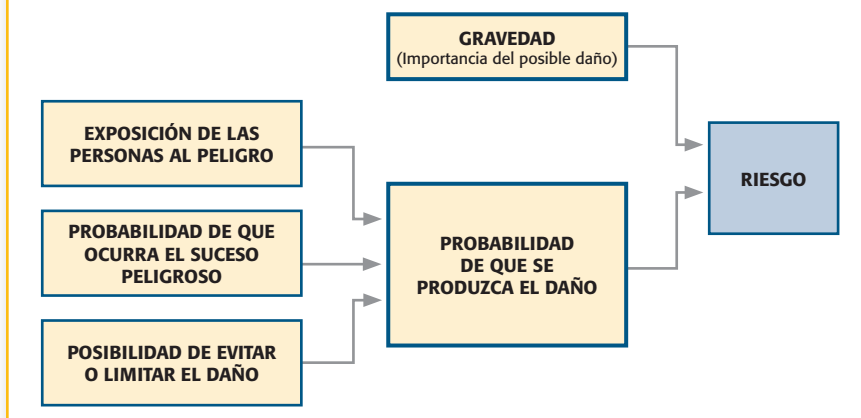 GRAVEDAD
(Importancia del posible daño)
EXPOSICIÓN DE LAS
PERSONAS AL PELIGRO
PROBABILIDAD DE QUE
OCURRA EL SUCESO
PELIGROSO
POSIBILIDAD DE EVITAR
O LIMITAR EL DAÑO
PROBABILIDAD
DE QUE SE
PRODUZCA EL DAÑO
RIESGO